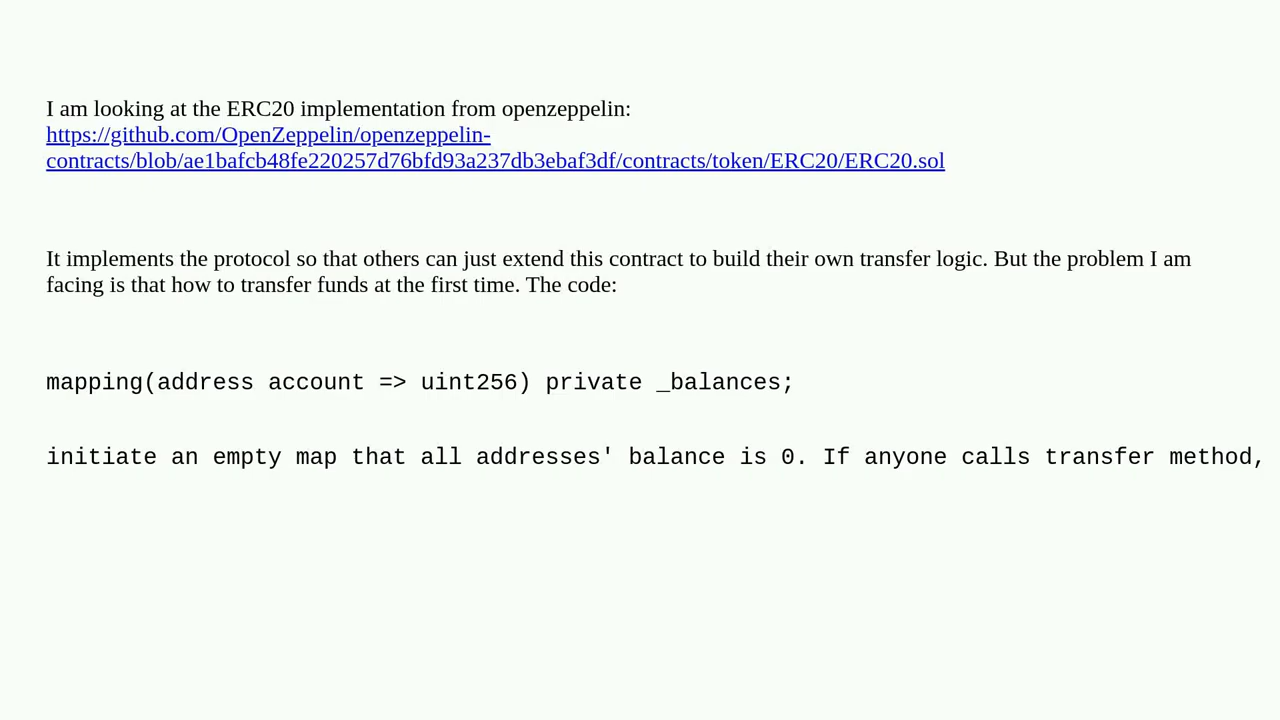 I am looking at the ERC20 implementation from openzeppelin:
https://github.com/OpenZeppelin/openzeppelin-
contracts/blob/ae1bafcb48fe220257d76bfd93a237db3ebaf3df/contracts/token/ERC20/ERC20.sol
It implements the protocol so that others can just extend this contract to build their own transfer logic. But the problem I am
facing is that how to transfer funds at the first time. The code:
mapping(address account => uint256) private _balances;
initiate an empty map that all addresses' balance is 0. If anyone calls transfer method,